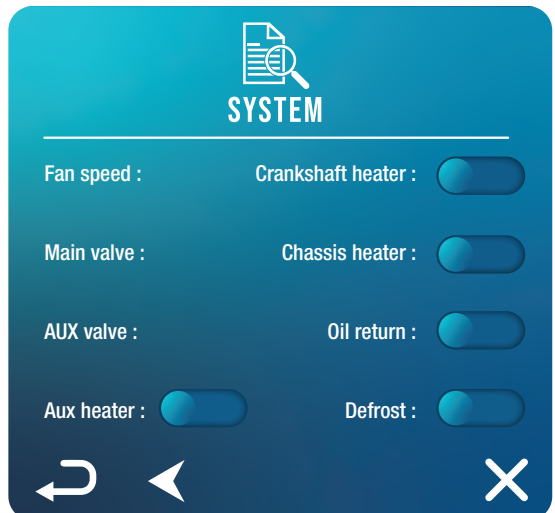 SYSTEM
Fan speed : Crankshaft heater :
Main valve : Chassis heater :
AUX valve : Oil return :
Aux heater : Defrost :